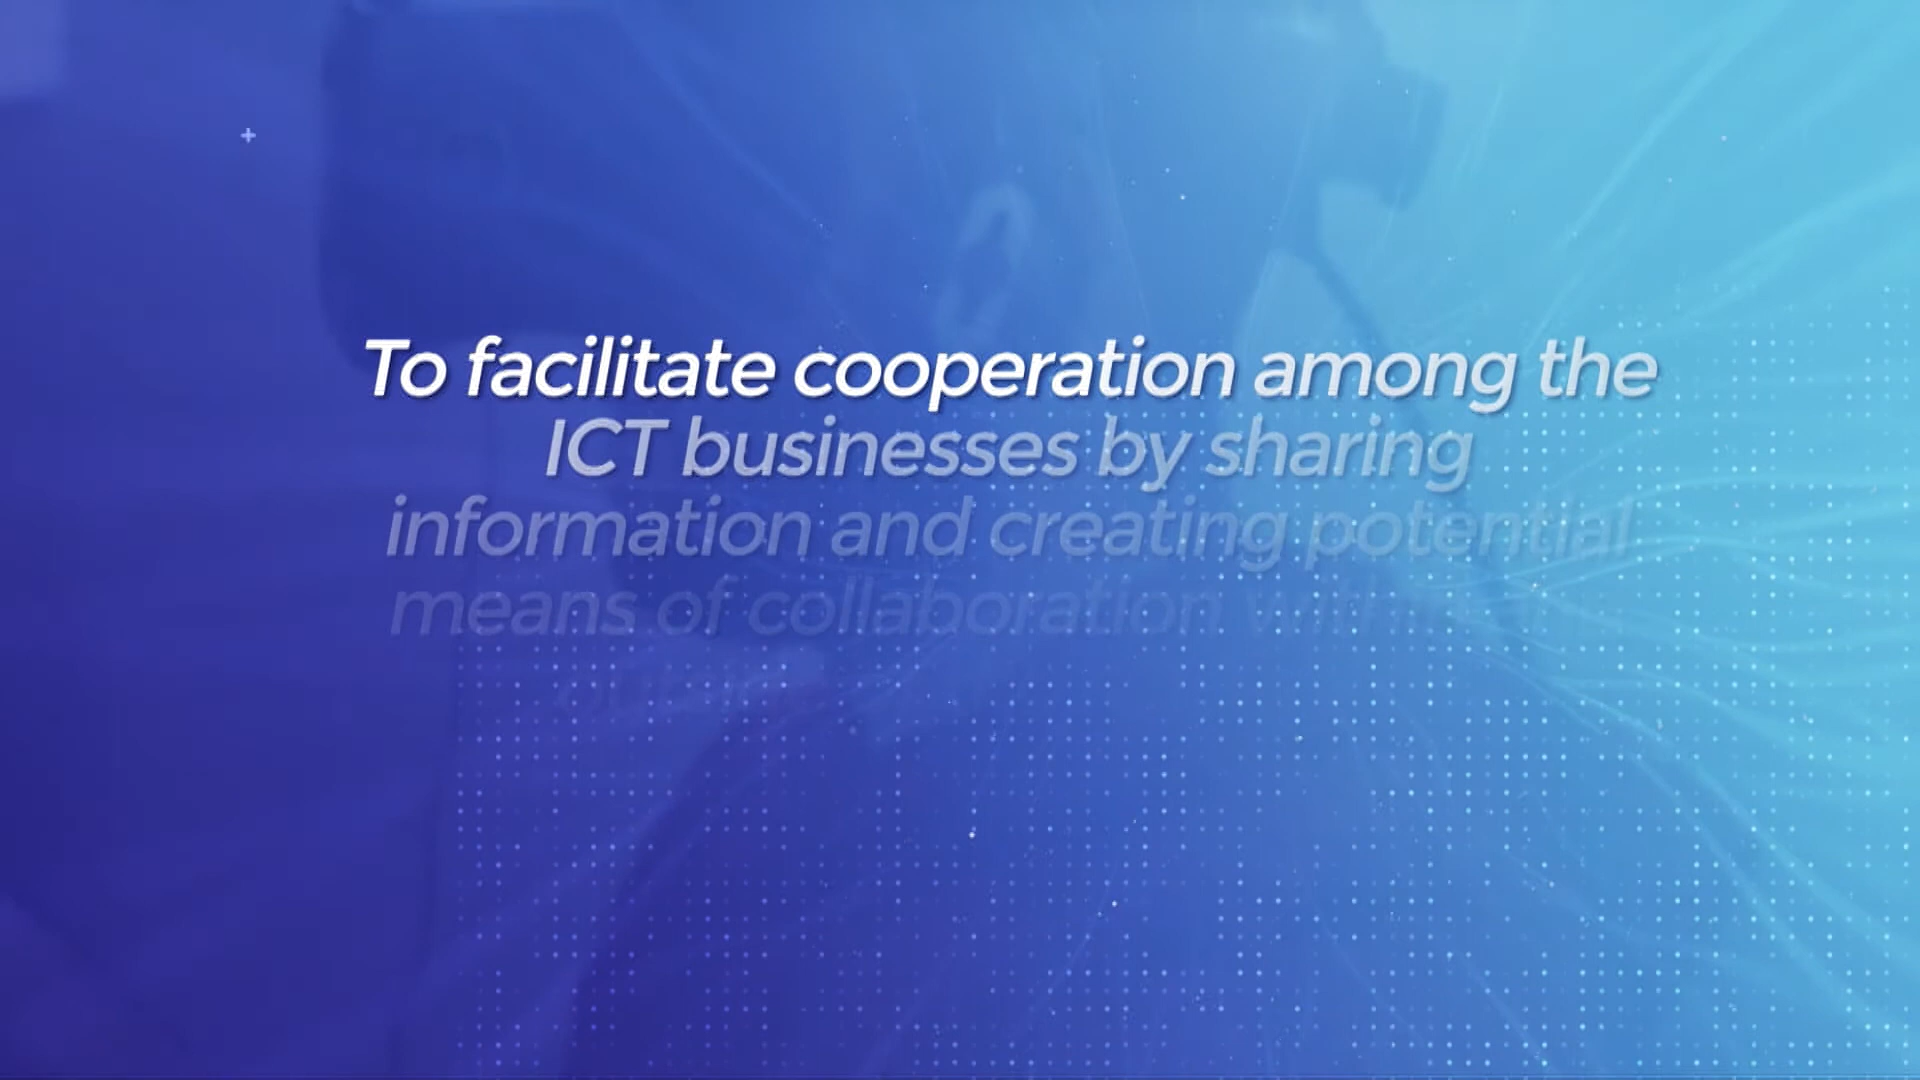 To facilitate cooperation among the
ICT businesses by sharing
information and creating potential
means of collaboration